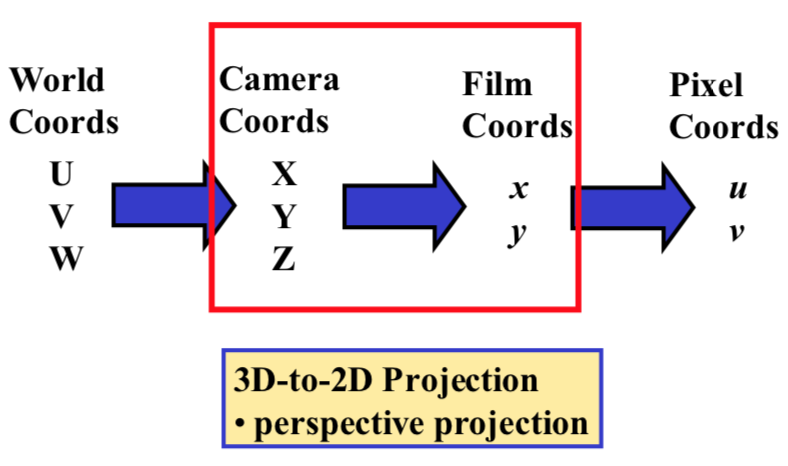 World
Coords
U
V
W
Camera
Coords
X
Y
Z
Film
Coords
x
y
Pixel
Coords
u
v
3D-to-2D Projection
• perspective projection